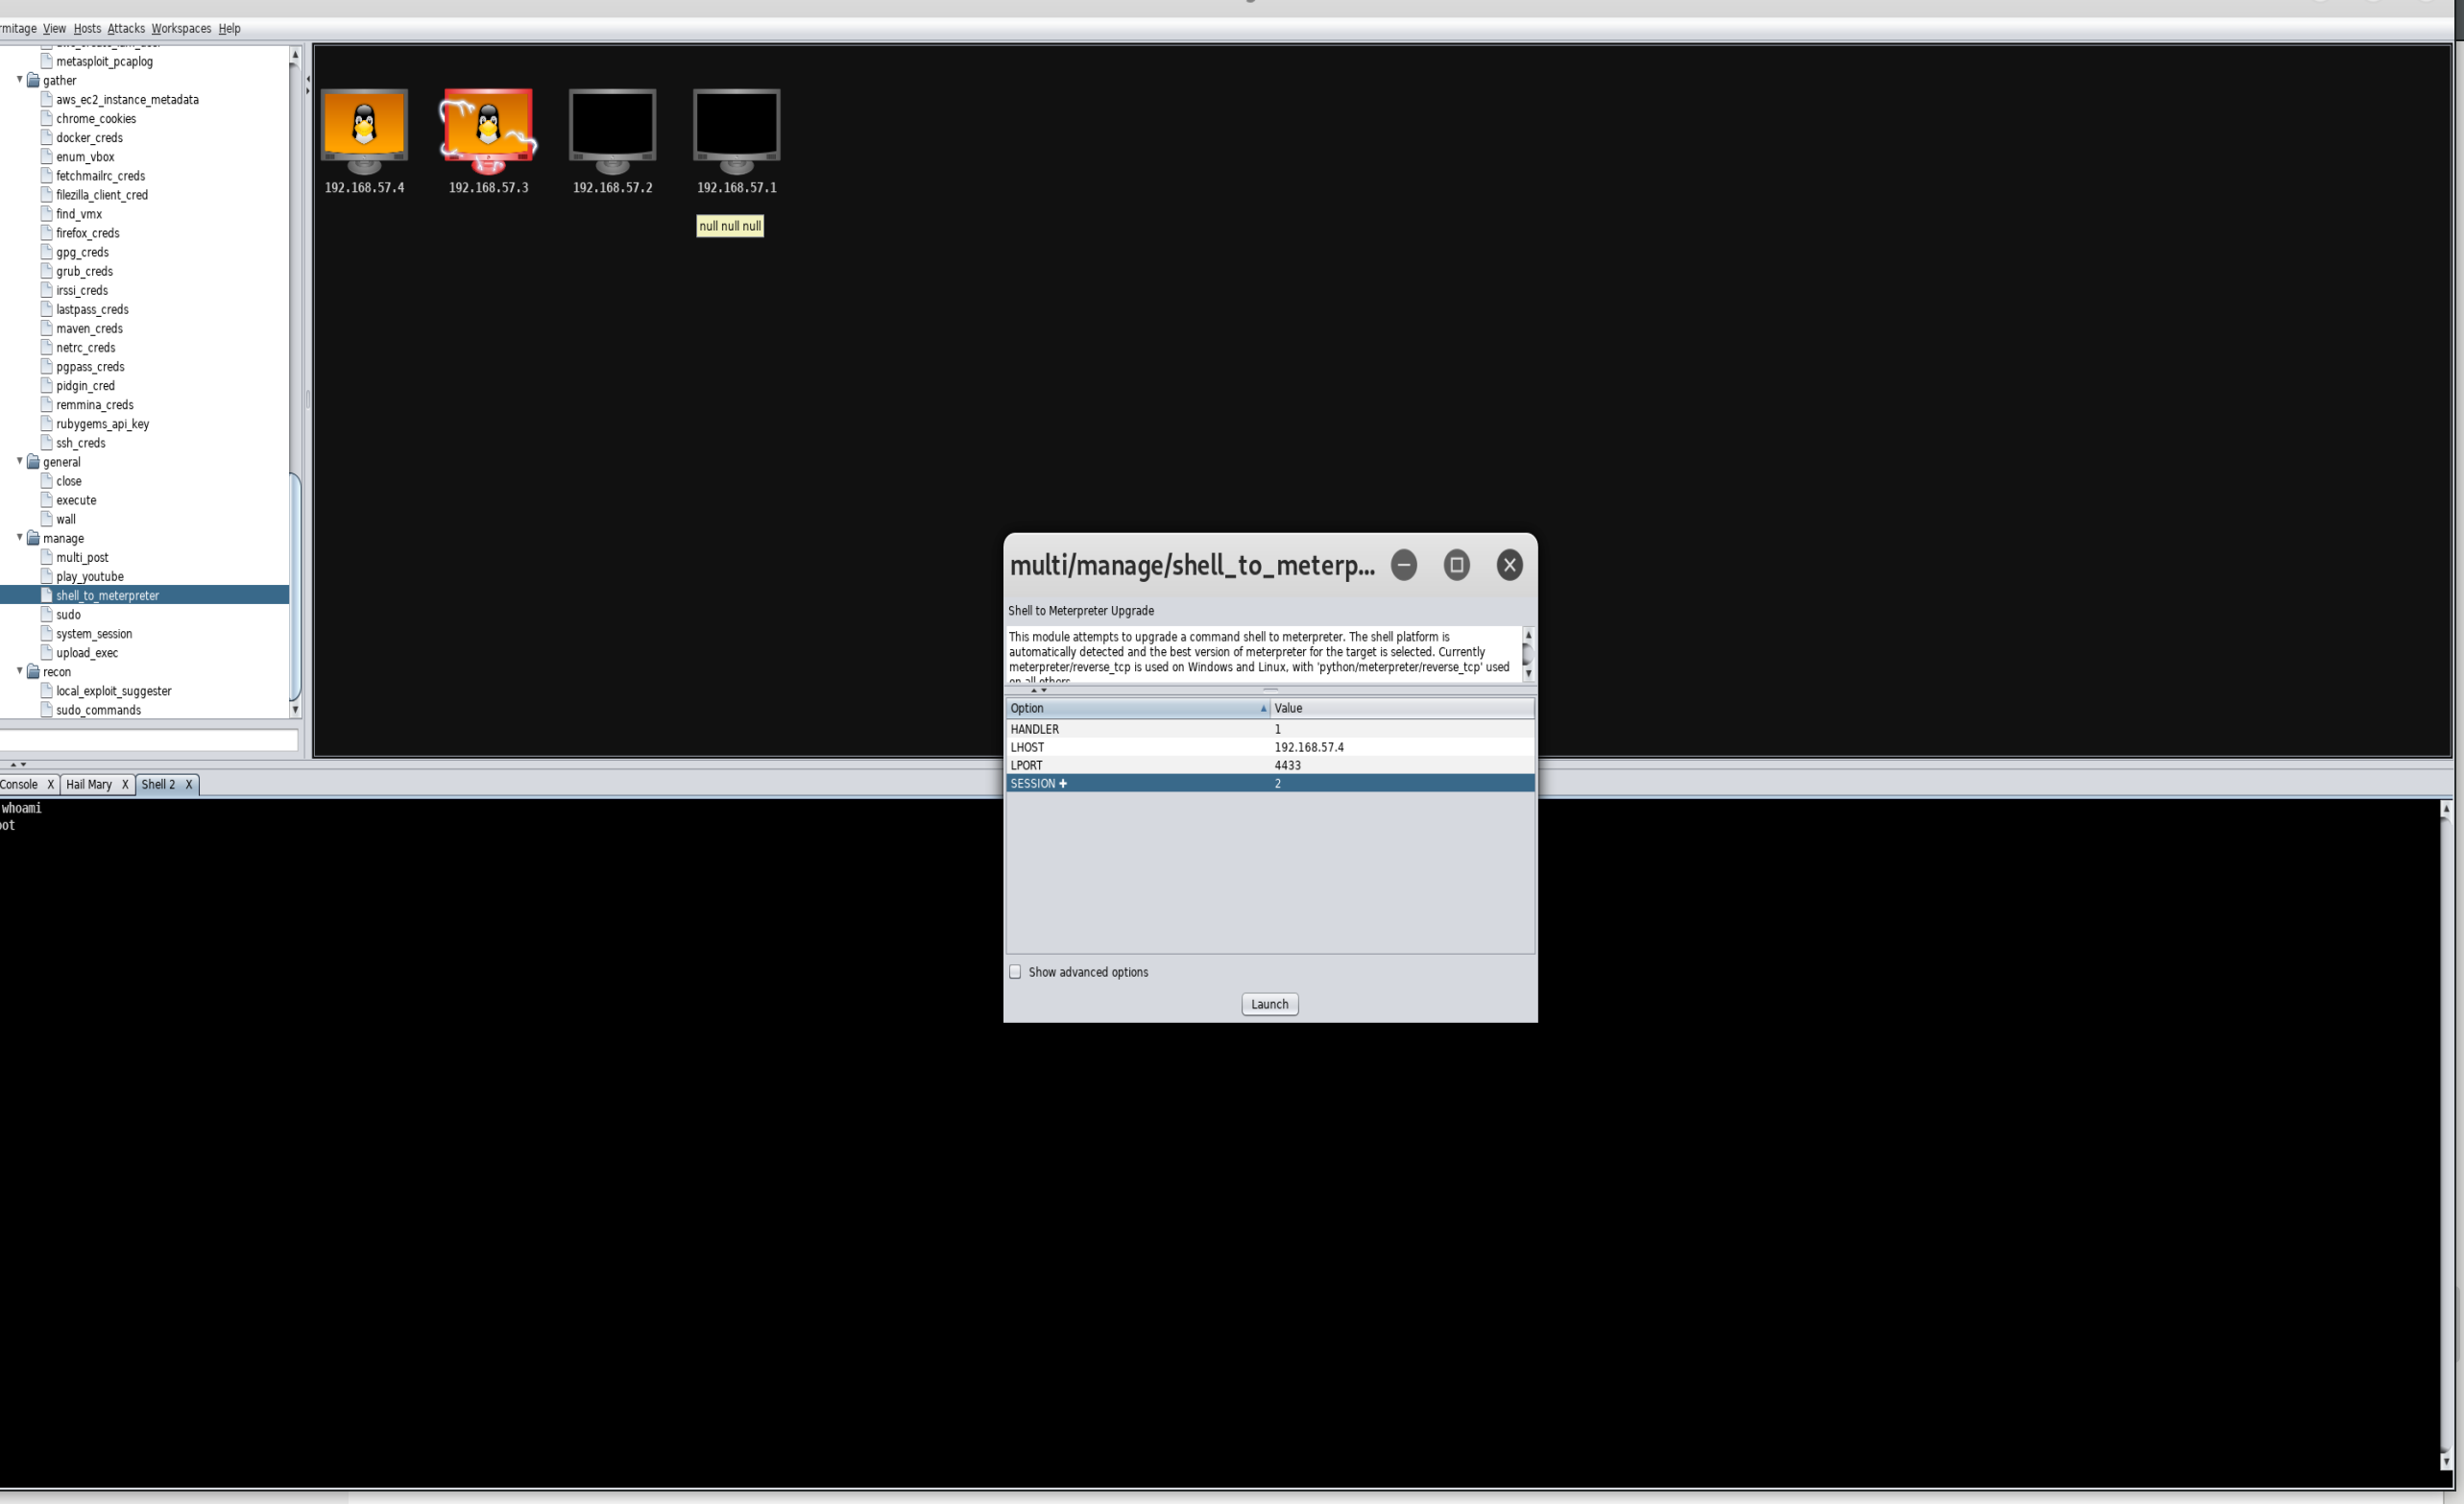 rmitage View Hosts Attacks Workspaces Help
metasploit_pcaplog
gather
aws_ec2_instance_metadata
chrome_cookies
docker_creds
enum_vbox
fetchmailrc_creds
filezilla_client_cred
find_vmx
firefox_creds
gpg_creds
grub_creds
irssi_creds
lastpass_creds
maven_creds
netrc_creds
pgpass_creds
pidgin_cred
remmina_creds
rubygems_api_key
ssh_creds
general
close
execute
wall
manage
multi_post
play_youtube
shell_to_meterpreter
sudo
system_session
upload_exec
recon
local_exploit_suggester
sudo_commands
192.168.57.4 192.168.57.3 192.168.57.2 192.168.57.1
null null null
multi/manage/shell_to_meterp...
Shell to Meterpreter Upgrade
This module attempts to upgrade a command shell to meterpreter. The shell platform is
automatically detected and the best version of meterpreter for the target is selected. Currently
meterpreter/reverse_tcp is used on Windows and Linux, with 'python/meterpreter/reverse_tcp' used
on all others
Option Value
HANDLER 1
LHOST 192.168.57.4
LPORT 4433
SESSION + 2
Show advanced options
Launch
Console X Hail Mary X Shell 2 X
whoami
oot